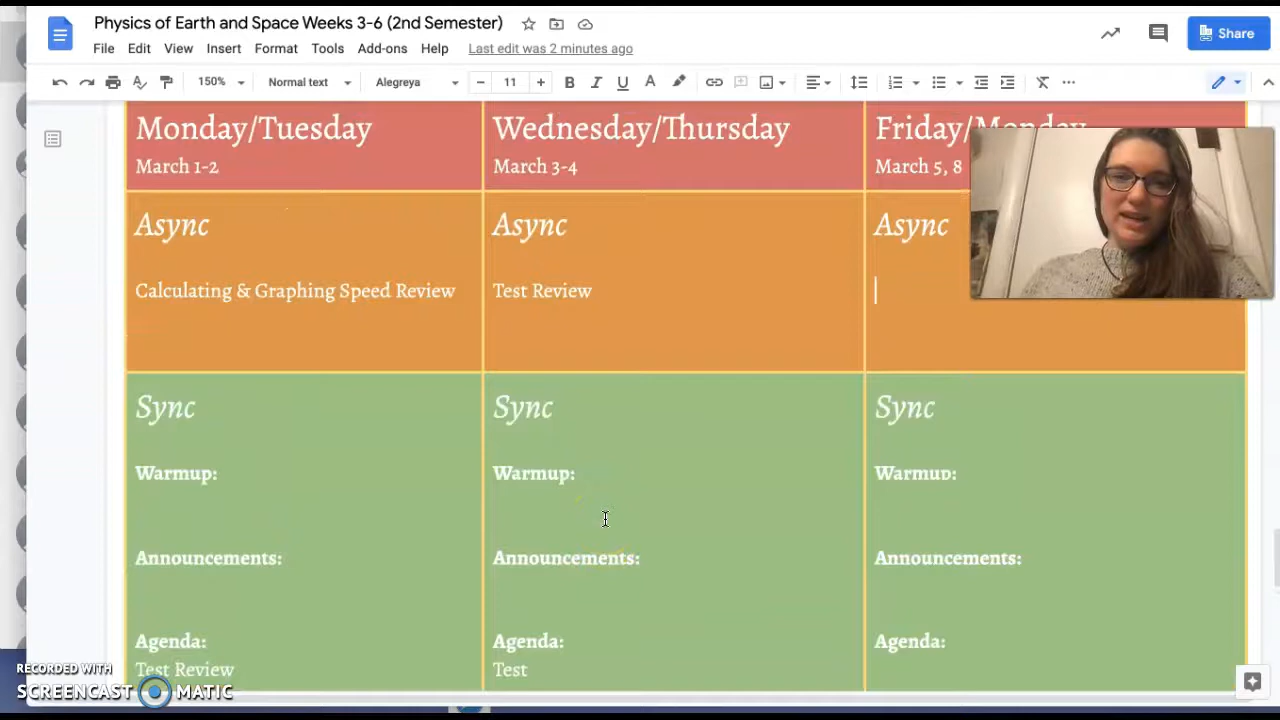 Physics of Earth and Space Weeks 3-6 (2nd Semester)
File Edit View Insert Format Tools Add-ons Help Last edit was 2 minutes ago
Share
150% Normal text Alegreya 11 B I U A
Monday/Tuesday Wednesday/Thursday Friday/Monday
March 1-2 March 3-4 March 5, 8
Async Async Async
Calculating & Graphing Speed Review Test Review
Sync Sync Sync
Warmup: Warmup: Warmup:
Announcements: Announcements: Announcements:
Agenda: Agenda: Agenda:
Test Review Test
RECORDED WITH
SCREENCAST MATIC